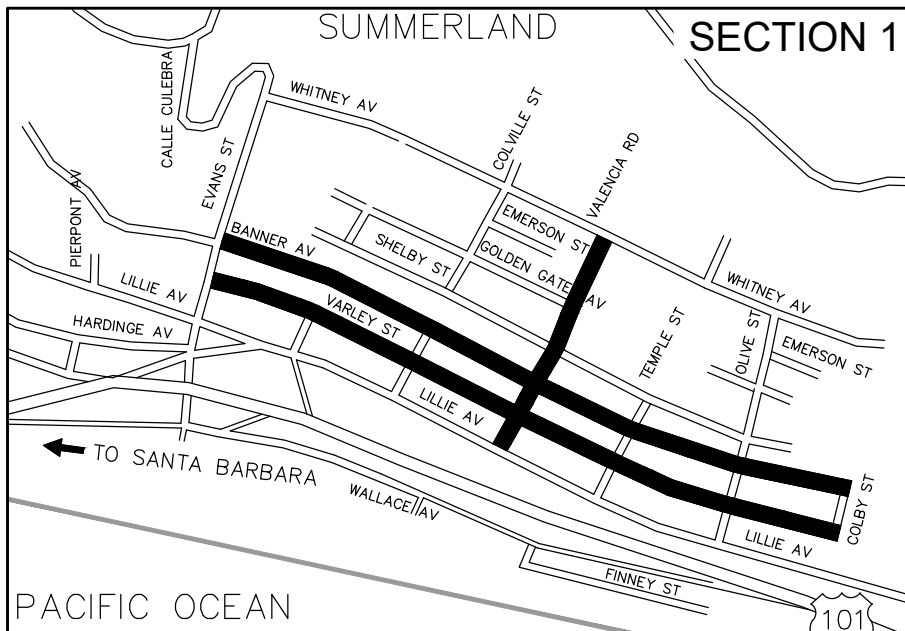 SUMMERLAND
SECTION 1
CALLE CULEBRA
WHITNEY AV
COLVILLE ST
VALENCIA RD
EVANS ST
PIERPONT AV
BANNER AV
EMERSON ST
SHELBY ST
GOLDEN GATE AV
LILLIE AV
WHITNEY AV
HARDINGE AV
VARLEY ST
TEMPLE ST
OLIVE ST
EMERSON ST
LILLIE AV
TO SANTA BARBARA
WALLACE AV
COLBY ST
LILLIE AV
FINNEY ST
PACIFIC OCEAN
101